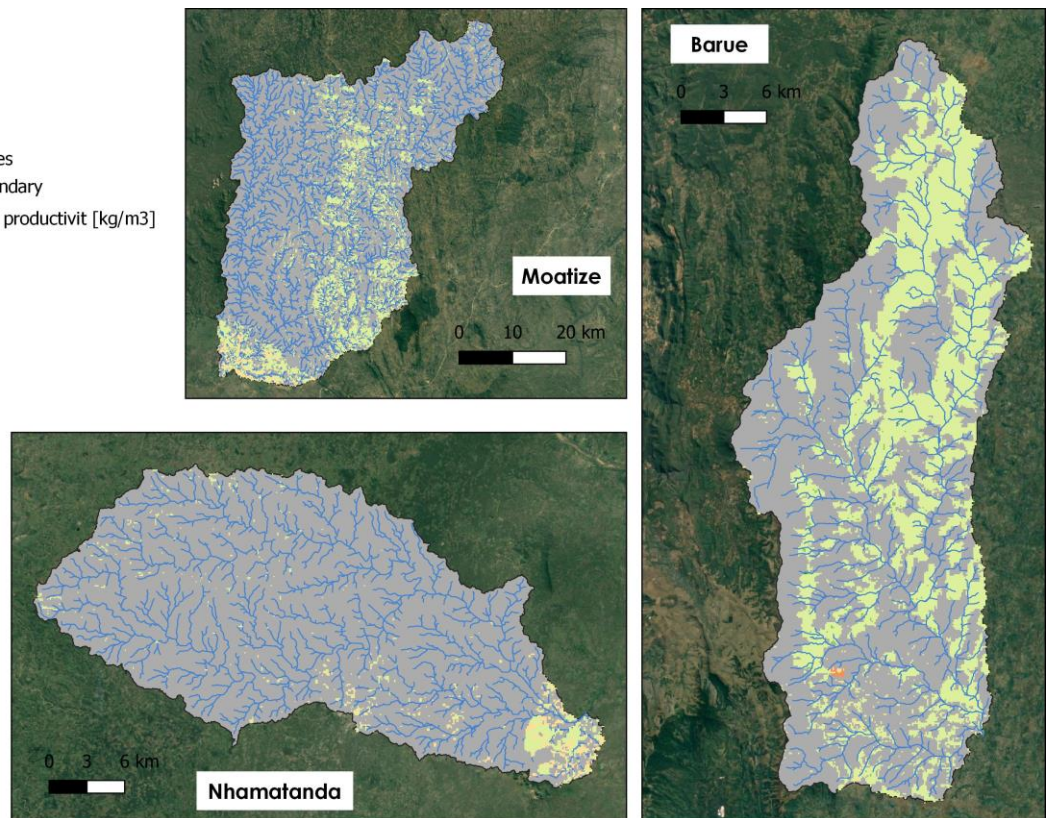 es
ndary
productivit [kg/m3]
Moatize
0 10 20 km
Barue
0 3 6 km
0 3 6 km
Nhamatanda